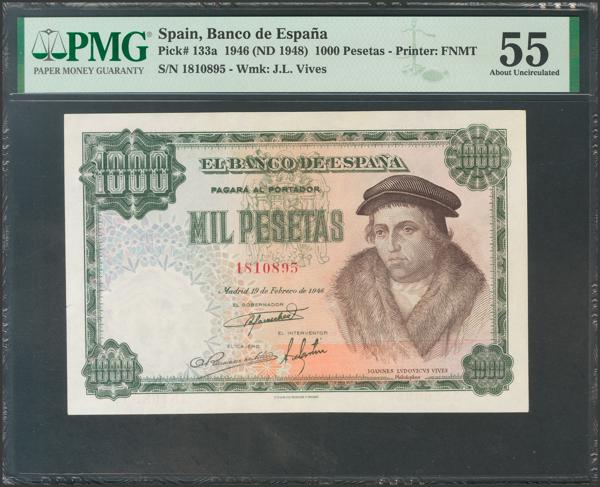 PMG
PAPER MONEY GUARANTY
Spain, Banco de España
Pick# 133a 1946 (ND 1948) 1000 Pesetas - Printer: FNMT
S/N 1810895 - Wmk: J.L. Vives
55
About Uncirculated
1000
1000
EL BANCO DE ESPAÑA
PAGARÁ AL PORTADOR
MIL PESETAS
1810895
Madrid, 19 de Febrero de 1946
EL GOBERNADOR
EL INTERVENTOR
EL CAJERO
IOANNES LUDOVICUS VIVES
Philosophus
1000
1000